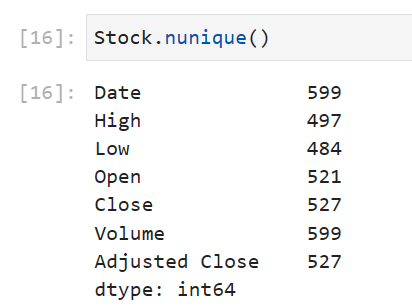 [16]: Stock.nunique()
[16]: Date 599
High 497
Low 484
Open 521
Close 527
Volume 599
Adjusted Close 527
dtype: int64